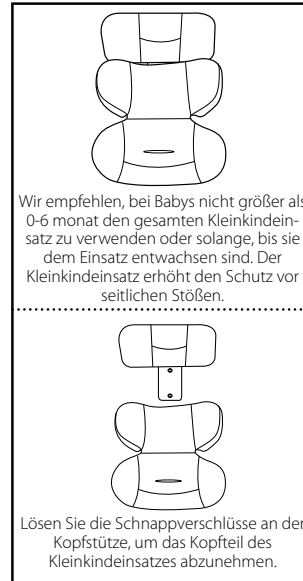 Wir empfehlen, bei Babys nicht größer als
0-6 monat den gesamten Kleinkindein-
satz zu verwenden oder solange, bis sie
dem Einsatz entwachsen sind. Der
Kleinkindeinsatz erhöht den Schutz vor
seitlichen Stößen.
Lösen Sie die Schnappverschlüsse an der
Kopfstütze, um das Kopfteil des
Kleinkindeinsatzes abzunehmen.